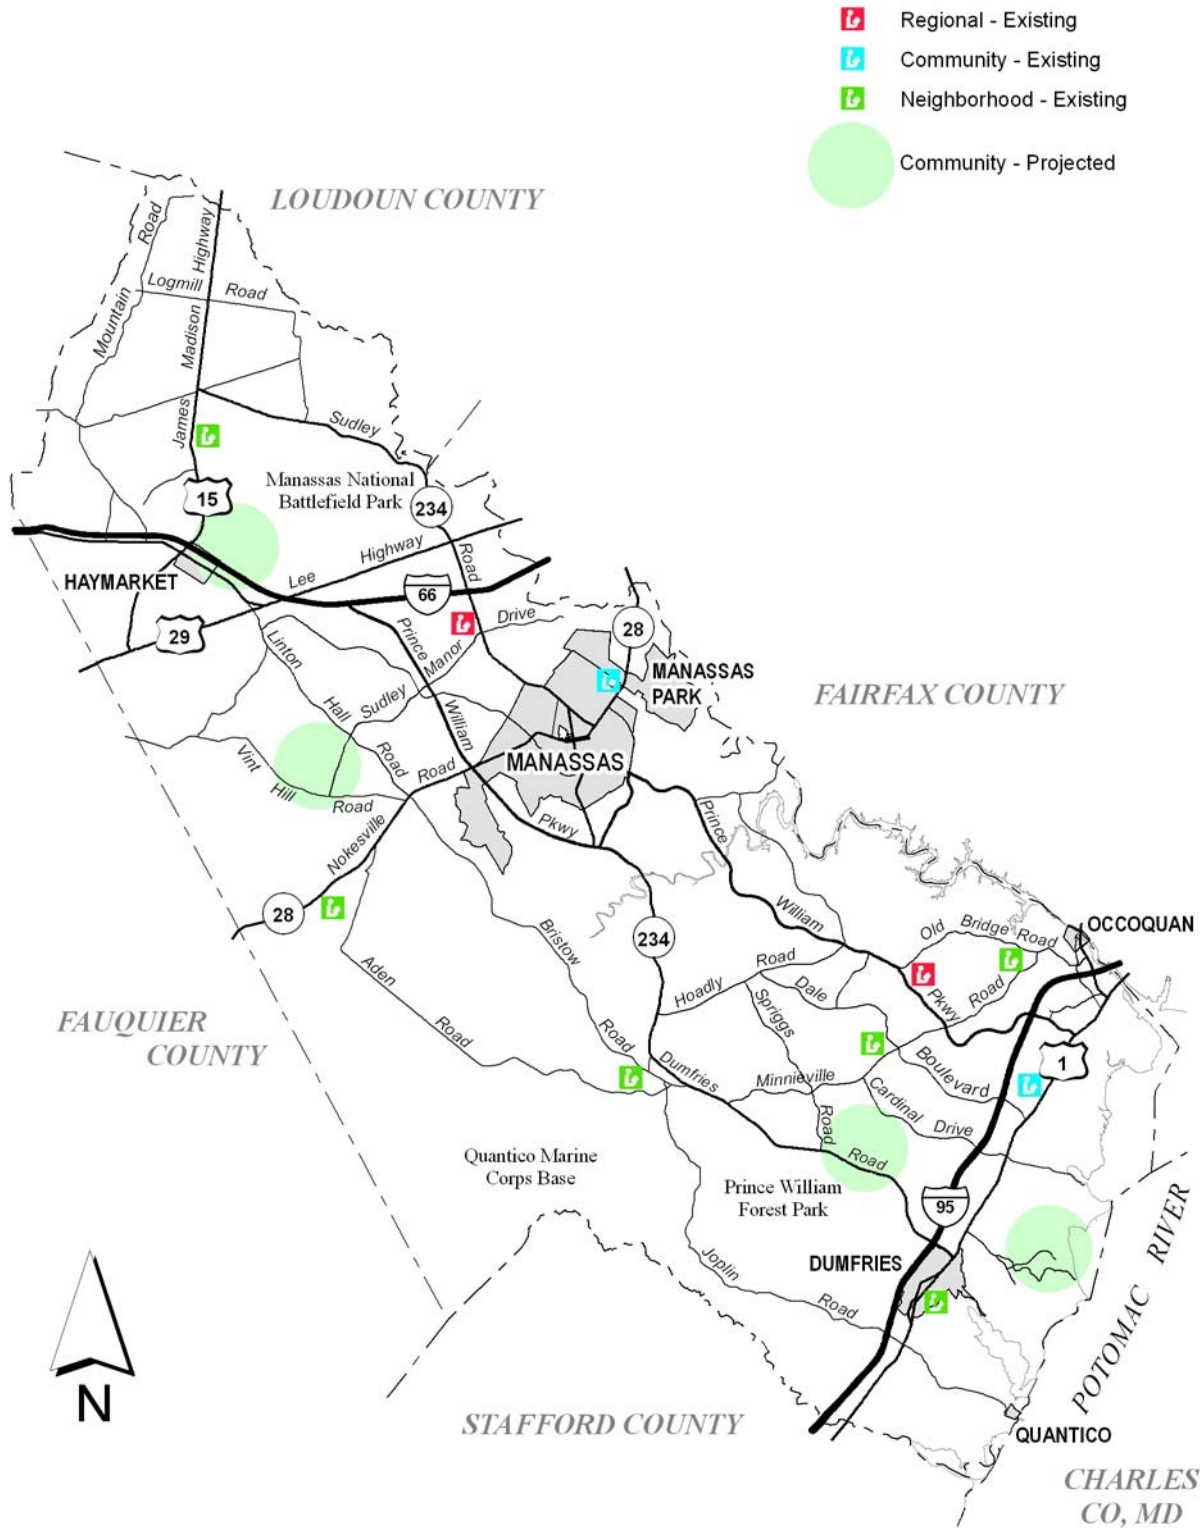 Regional - Existing
Community - Existing
Neighborhood - Existing
Community - Projected
LOUDOUN COUNTY
Mountain Road
James Madison Highway
Logmill Road
Sudley Road
Manassas National
Battlefield Park
15
234
HAYMARKET
Lee Highway
66
29
28
Prince William Pkwy
Sudley Manor Drive
Linton Hall Road
MANASSAS
PARK
FAIRFAX COUNTY
MANASSAS
Vint Hill Road
Nokesville Road
28
Prince William Pkwy
234
Bristow Road
Aden Road
Old Bridge Road
OCCOQUAN
Hoadly Road
Spriggs Road
Dale Boulevard
Minnieville Road
1
FAUQUIER
COUNTY
Dumfries Road
Cardinal Drive
Quantico Marine
Corps Base
Prince William
Forest Park
95
DUMFRIES
Joplin Road
POTOMAC RIVER
N
STAFFORD COUNTY
QUANTICO
CHARLES
CO, MD